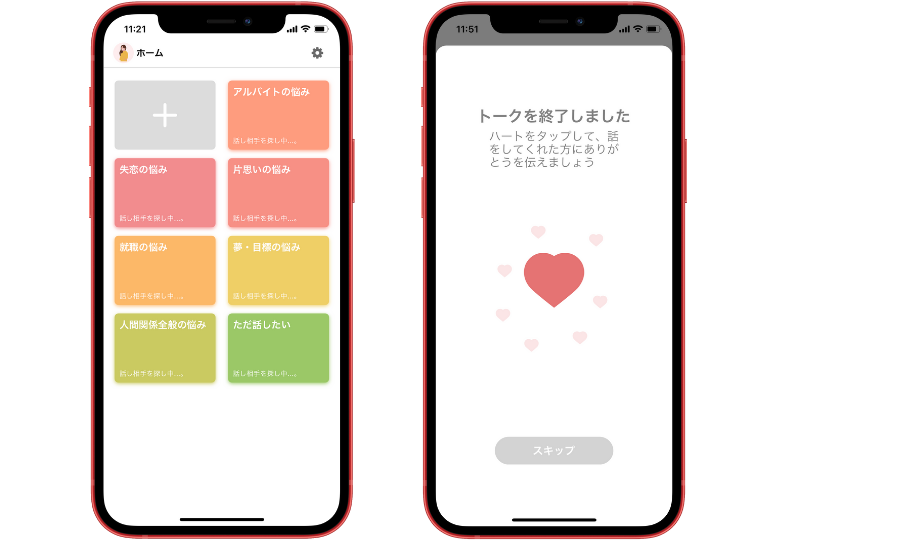 11:21
ホーム
アルバイトの悩み
話し相手を探し中…。
失恋の悩み
話し相手を探し中…。
片思いの悩み
話し相手を探し中…。
就職の悩み
話し相手を探し中…。
夢・目標の悩み
話し相手を探し中…。
人間関係全般の悩み
話し相手を探し中…。
ただ話したい
話し相手を探し中…。
11:51
トークを終了しました
ハートをタップして、話
をしてくれた方にありが
とうを伝えましょう
スキップ